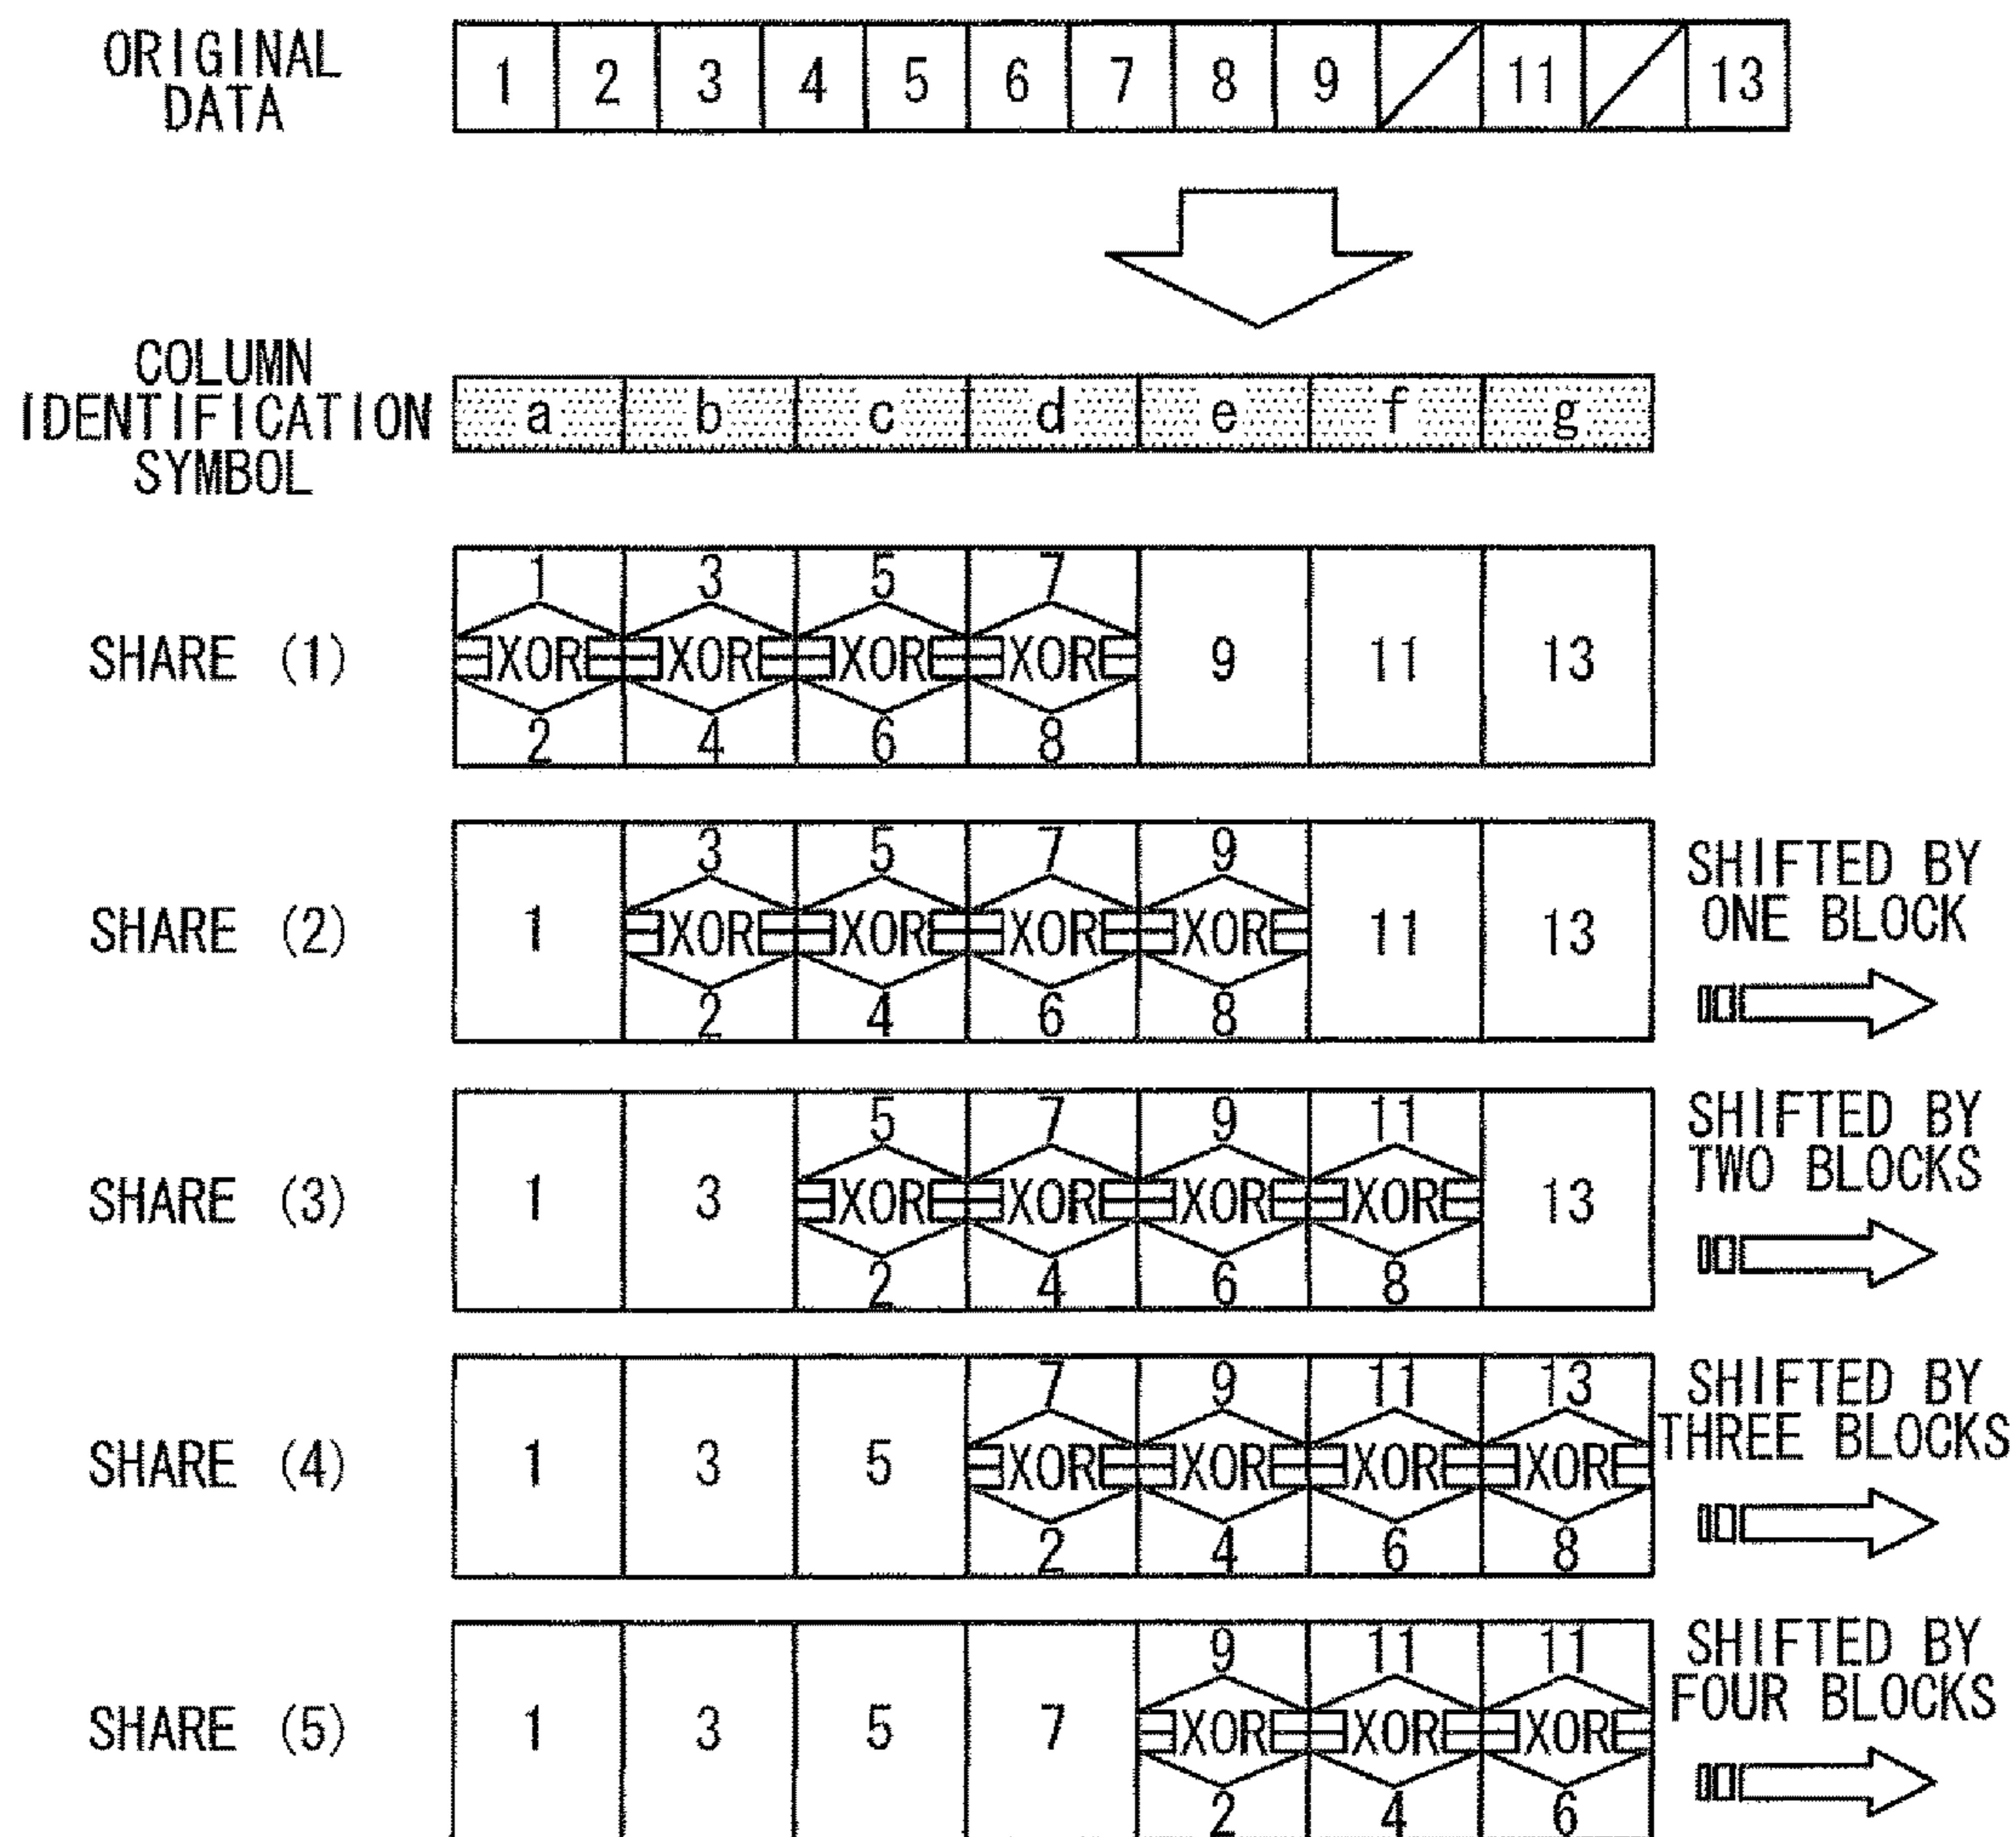 ORIGINAL
DATA
1 2 3 4 5 6 7 8 9 11 13
COLUMN
IDENTIFICATION
SYMBOL
a b c d e f g
SHARE (1)
1 3 5 7
XOR XOR XOR XOR 9 11 13
2 4 6 8
SHARE (2)
3 5 7 9
1 XOR XOR XOR XOR 11 13
2 4 6 8
SHIFTED BY
ONE BLOCK
SHARE (3)
5 7 9 11
1 3 XOR XOR XOR XOR 13
2 4 6 8
SHIFTED BY
TWO BLOCKS
SHARE (4)
7 9 11 13
1 3 5 XOR XOR XOR XOR
2 4 6 8
SHIFTED BY
THREE BLOCKS
SHARE (5)
9 11 11
1 3 5 7 XOR XOR XOR
2 4 6
SHIFTED BY
FOUR BLOCKS